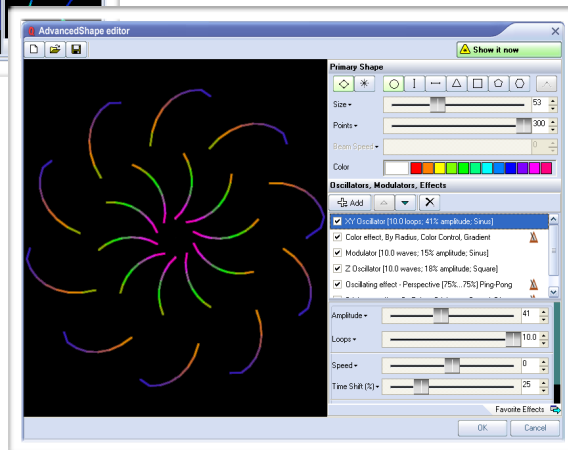 AdvancedShape editor
Show it now
Primary Shape
Size
53
Points
300
Beam Speed
0
Color
Oscillators, Modulators, Effects
Add
XY Oscillator [10.0 loops; 41% amplitude; Sinus]
Color effect, By Radius, Color Control, Gradient
Modulator [10.0 waves; 15% amplitude; Sinus]
Z Oscillator [10.0 waves; 18% amplitude; Square]
Oscillating effect - Perspective [75%...75%] Ping-Pong
Amplitude
41
Loops
10.0
Speed
0
Time Shift (%)
25
Favorite Effects
OK Cancel